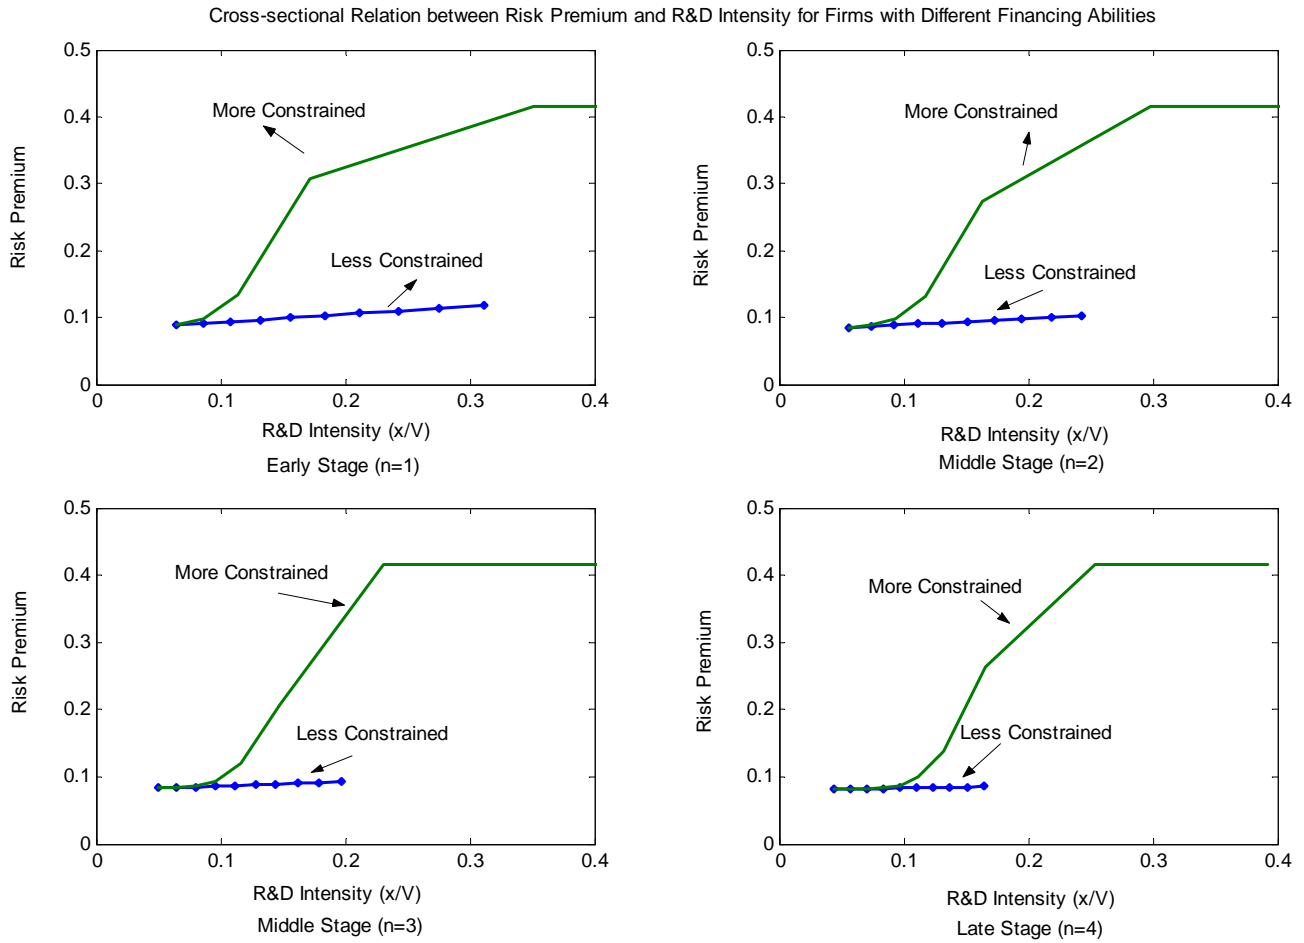 Cross-sectional Relation between Risk Premium and R&D Intensity for Firms with Different Financing Abilities
0.5
0.4
0.3
0.2
0.1
0
Risk Premium
More Constrained
Less Constrained
0
0.1
0.2
0.3
0.4
R&D Intensity (x/V)
Early Stage (n=1)
0.5
0.4
0.3
0.2
0.1
0
Risk Premium
More Constrained
Less Constrained
0
0.1
0.2
0.3
0.4
R&D Intensity (x/V)
Middle Stage (n=2)
0.5
0.4
0.3
0.2
0.1
0
Risk Premium
More Constrained
Less Constrained
0
0.1
0.2
0.3
0.4
R&D Intensity (x/V)
Middle Stage (n=3)
0.5
0.4
0.3
0.2
0.1
0
Risk Premium
More Constrained
Less Constrained
0
0.1
0.2
0.3
0.4
R&D Intensity (x/V)
Late Stage (n=4)